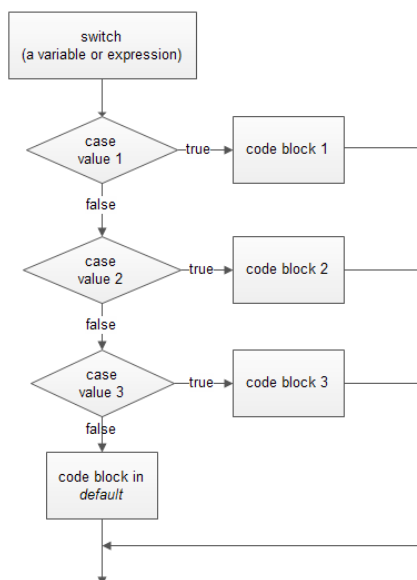 switch
(a variable or expression)
case
value 1
true
code block 1
false
case
value 2
true
code block 2
false
case
value 3
true
code block 3
false
code block in
default